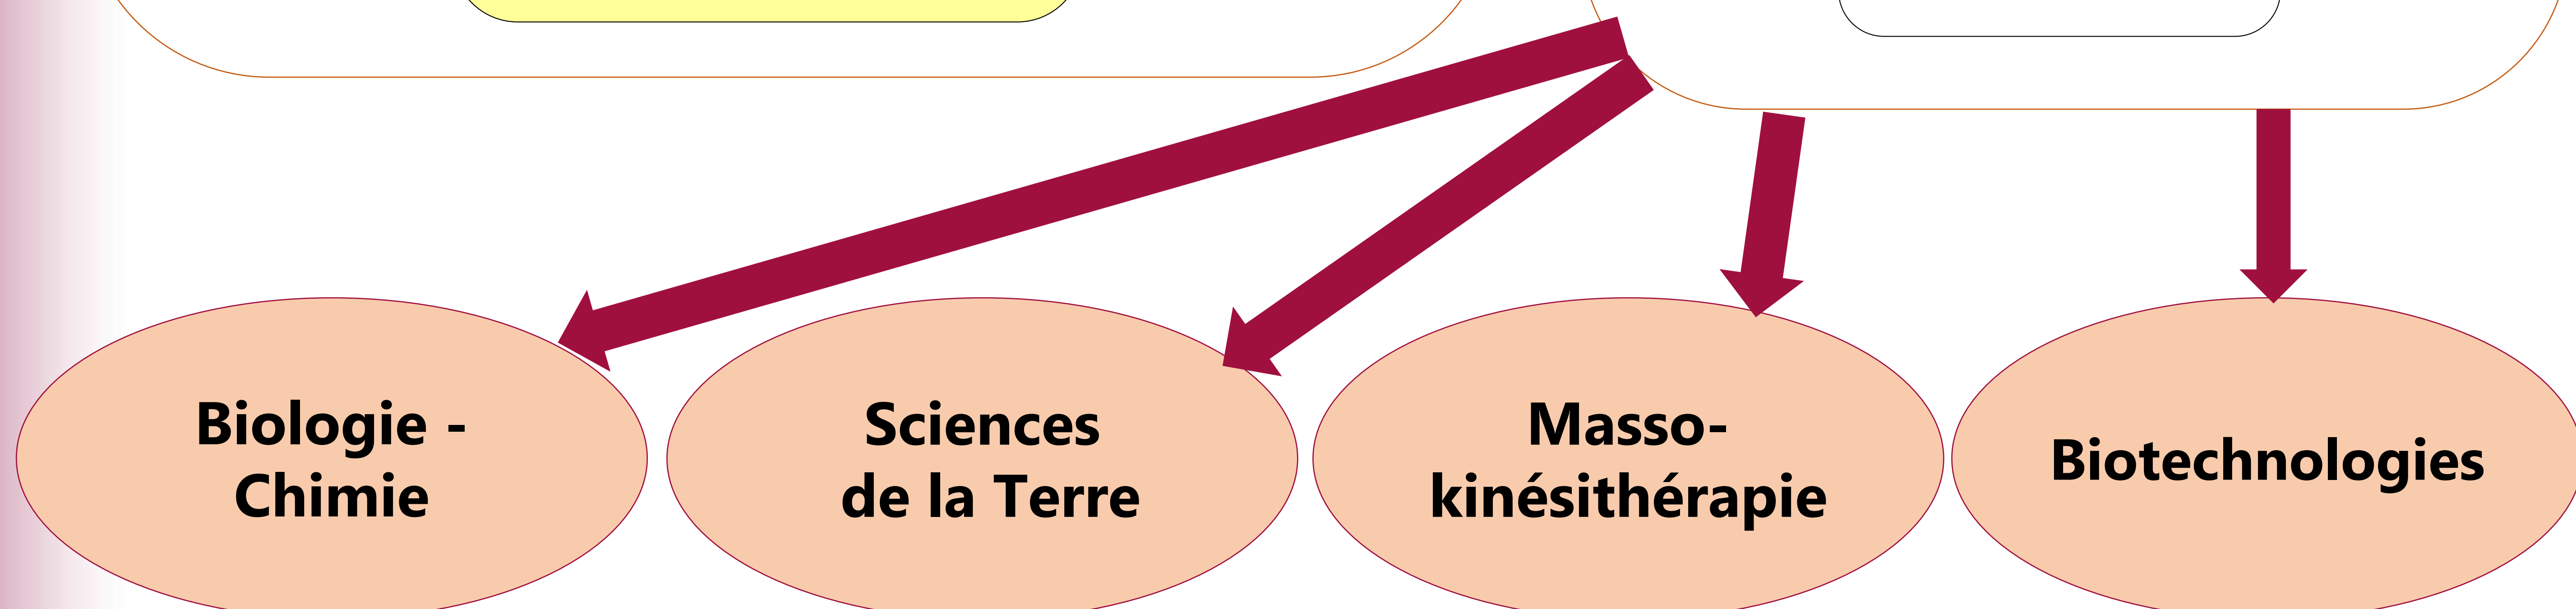 Biologie -
Chimie
Sciences
de la Terre
Masso-
kinésithérapie
Biotechnologies